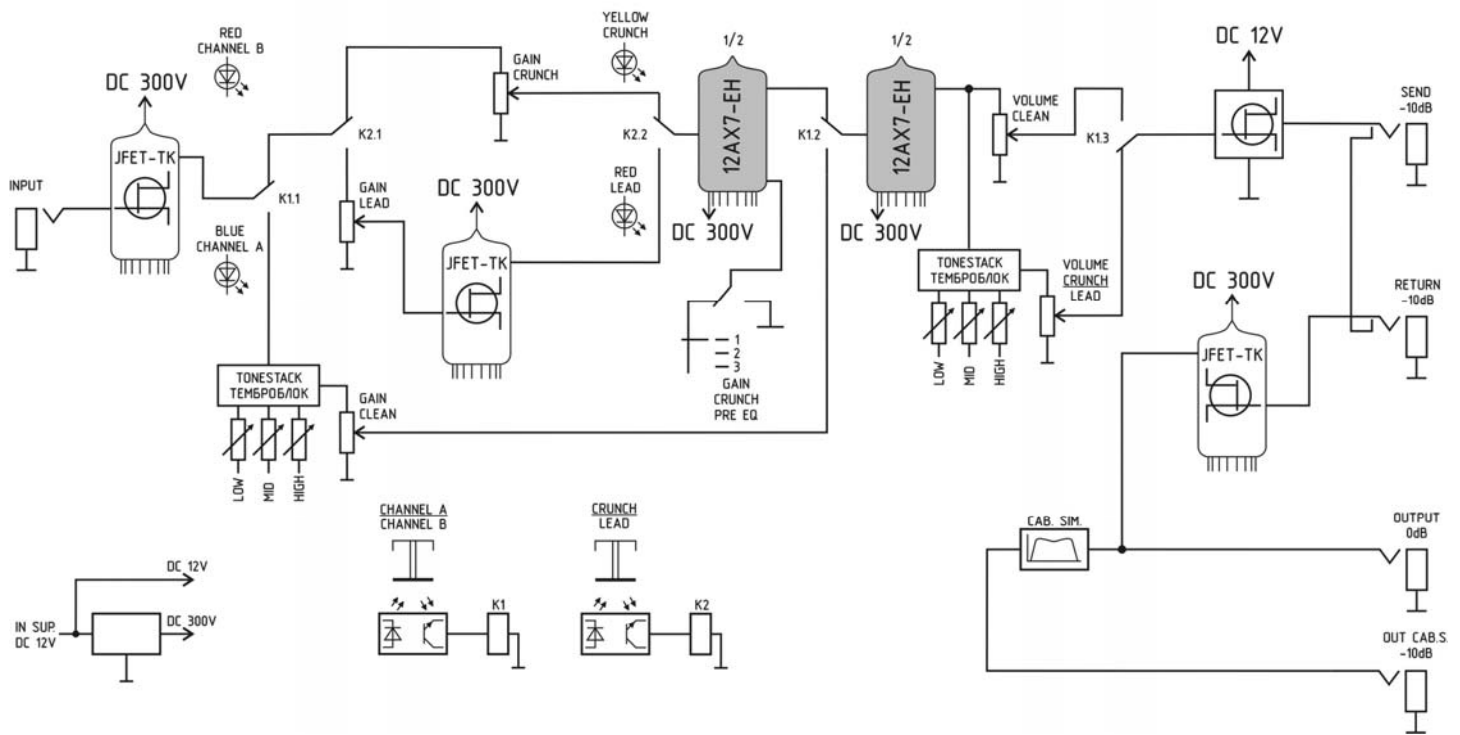 RED
CHANNEL B
DC 300V
JFET-TK
INPUT
K1.1
BLUE
CHANNEL A
K2.1
GAIN
CRUNCH
GAIN
LEAD
DC 300V
JFET-TK
YELLOW
CRUNCH
K2.2
RED
LEAD
1/2
12AX7-EH
DC 300V
K1.2
1/2
12AX7-EH
DC 300V
VOLUME
CLEAN
K1.3
DC 12V
SEND
-10dB
TONESTACK
ТЕМБРОБЛОК
LOW
MID
HIGH
VOLUME
CRUNCH
LEAD
DC 300V
JFET-TK
RETURN
-10dB
1
2
3
GAIN
CRUNCH
PRE EQ
TONESTACK
ТЕМБРОБЛОК
LOW
MID
HIGH
GAIN
CLEAN
CHANNEL A
CHANNEL B
K1
CRUNCH
LEAD
K2
CAB. SIM.
OUTPUT
0dB
OUT CAB.S.
-10dB
DC 12V
IN SUP.
DC 12V
DC 300V